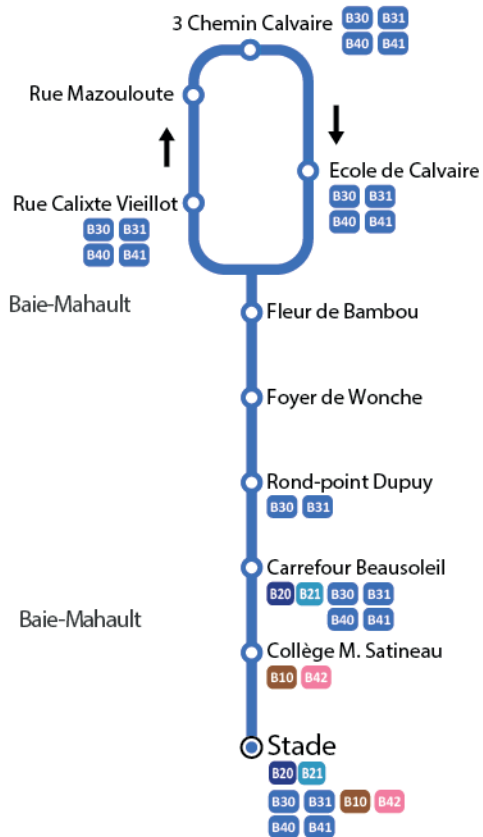 3 Chemin Calvaire
B30 B31
B40 B41
Rue Mazouloute
Ecole de Calvaire
B30 B31
B40 B41
Rue Calixte Vieillot
B30 B31
B40 B41
Baie-Mahault
Fleur de Bambou
Foyer de Wonche
Rond-point Dupuy
B30 B31
Carrefour Beausoleil
B20 B21 B30 B31
B40 B41
Baie-Mahault
Collège M. Satineau
B10 B42
Stade
B20 B21
B30 B31 B10 B42
B40 B41